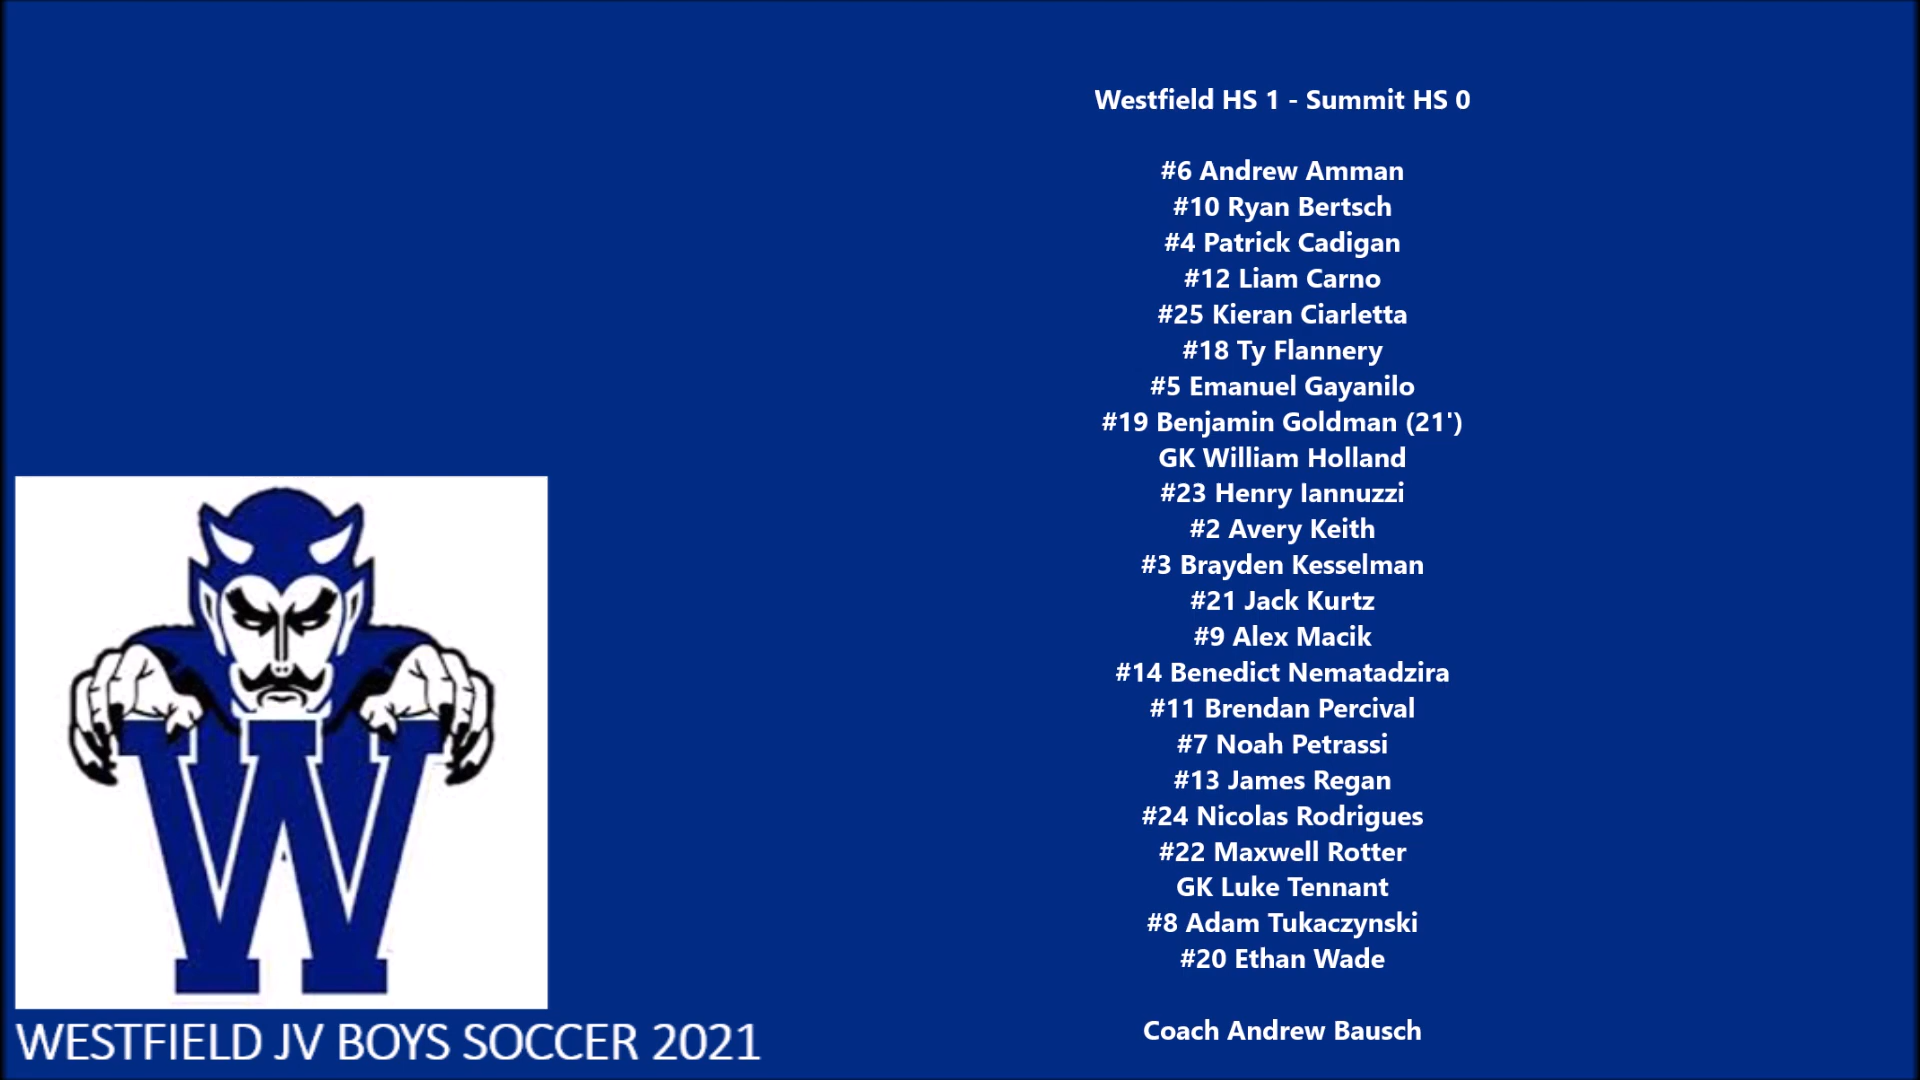 Westfield HS 1 - Summit HS 0
#6 Andrew Amman
#10 Ryan Bertsch
#4 Patrick Cadigan
#12 Liam Carno
#25 Kieran Ciarletta
#18 Ty Flannery
#5 Emanuel Gayanilo
#19 Benjamin Goldman (21')
GK William Holland
#23 Henry Iannuzzi
#2 Avery Keith
#3 Brayden Kesselman
#21 Jack Kurtz
#9 Alex Macik
#14 Benedict Nematadzira
#11 Brendan Percival
#7 Noah Petrassi
#13 James Regan
#24 Nicolas Rodrigues
#22 Maxwell Rotter
GK Luke Tennant
#8 Adam Tukaczynski
#20 Ethan Wade
Coach Andrew Bausch
W
WESTFIELD JV BOYS SOCCER 2021